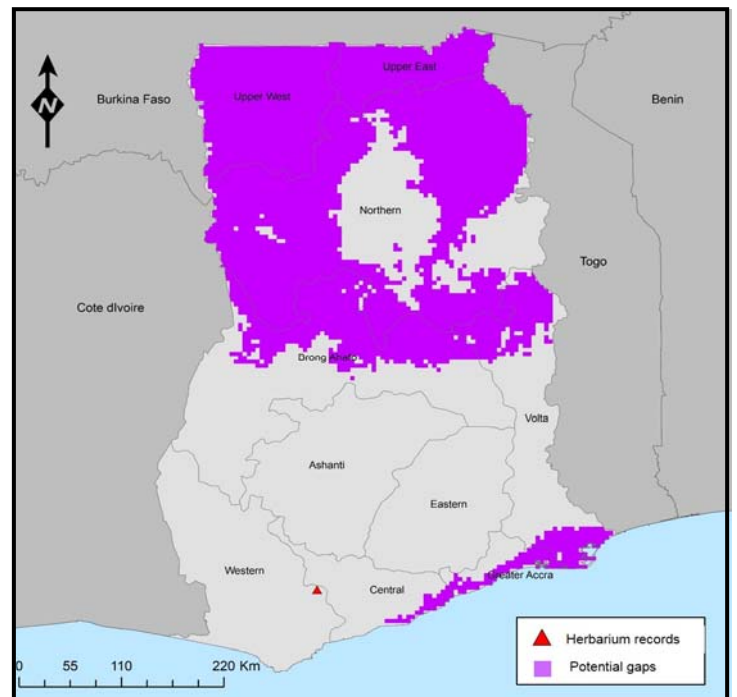 N
Burkina Faso
Benin
Upper East
Upper West
Northern
Togo
Cote dIvoire
Brong Ahafo
Volta
Ashanti
Eastern
Western
Central
Greater Accra
0 55 110 220 Km
Herbarium records
Potential gaps